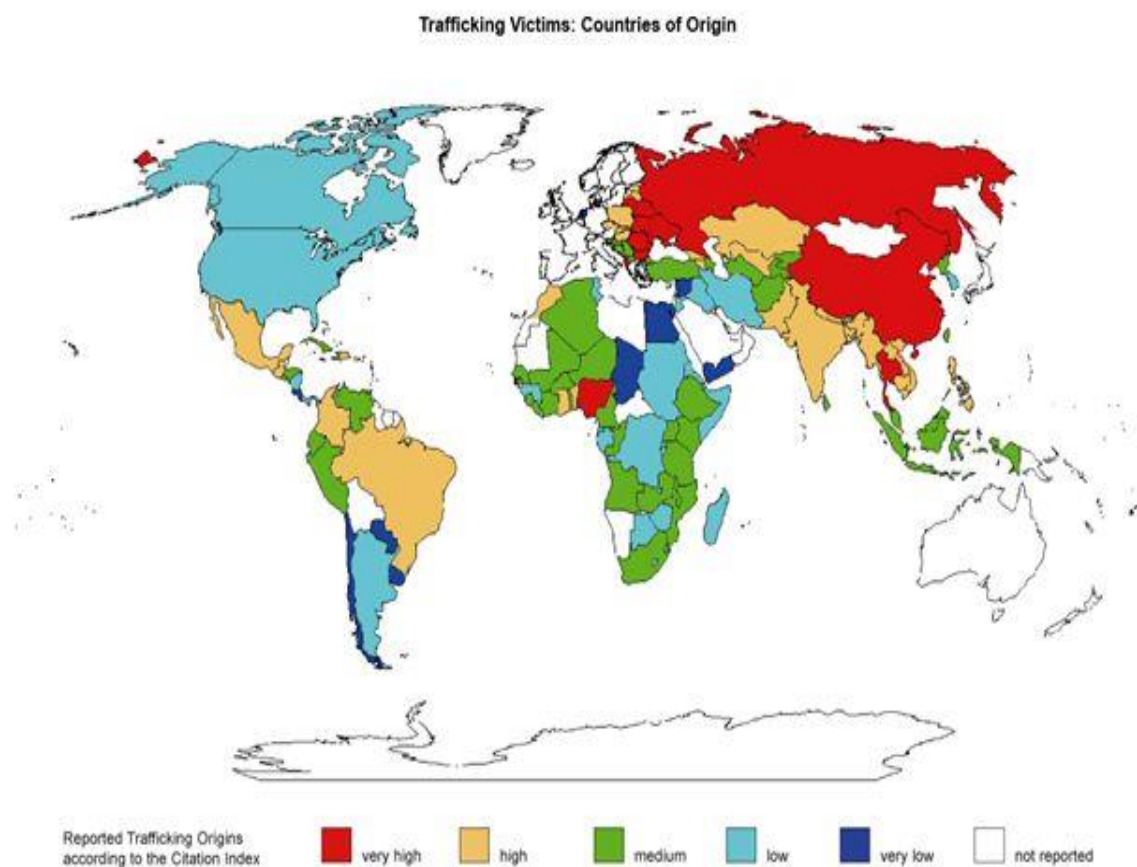 Trafficking Victims: Countries of Origin
Reported Trafficking Origins
according to the Citation Index
very high
high
medium
low
very low
not reported